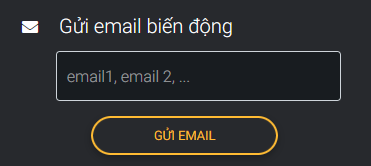 Gửi email biến động
email1, email 2, ...
GỬI EMAIL